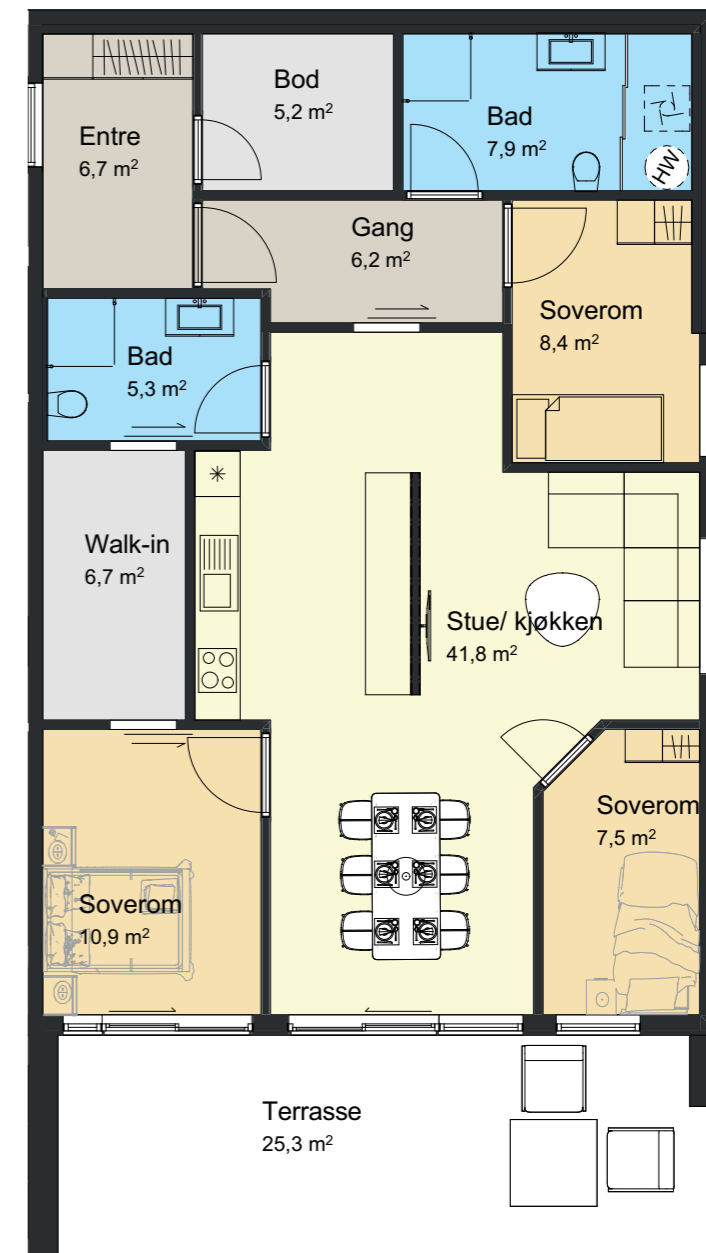 Bod
5,2 m²
Bad
7,9 m²
Entre
6,7 m²
HW
Gang
6,2 m²
Soverom
8,4 m²
Bad
5,3 m²
Walk-in
6,7 m²
Stue/ kjøkken
41,8 m²
Soverom
7,5 m²
Soverom
10,9 m²
Terrasse
25,3 m²